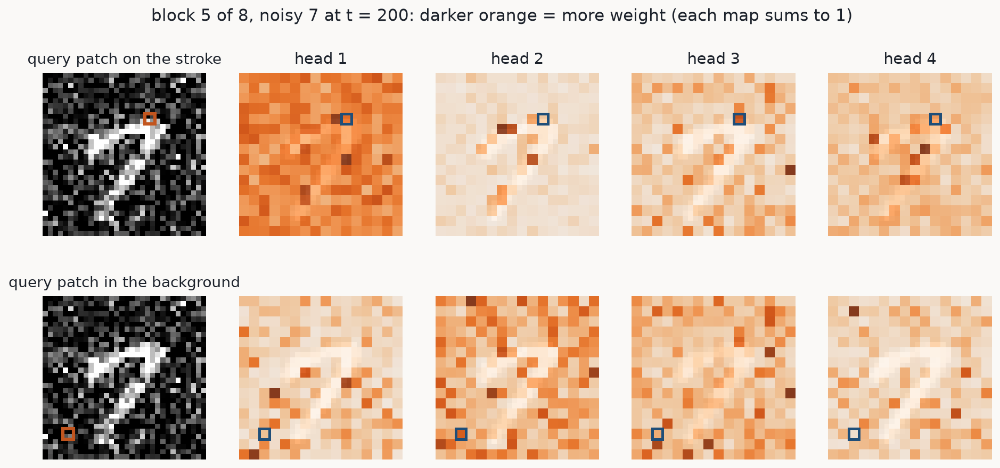 block 5 of 8, noisy 7 at t = 200: darker orange = more weight (each map sums to 1)
query patch on the stroke
head 1
head 2
head 3
head 4
query patch in the background